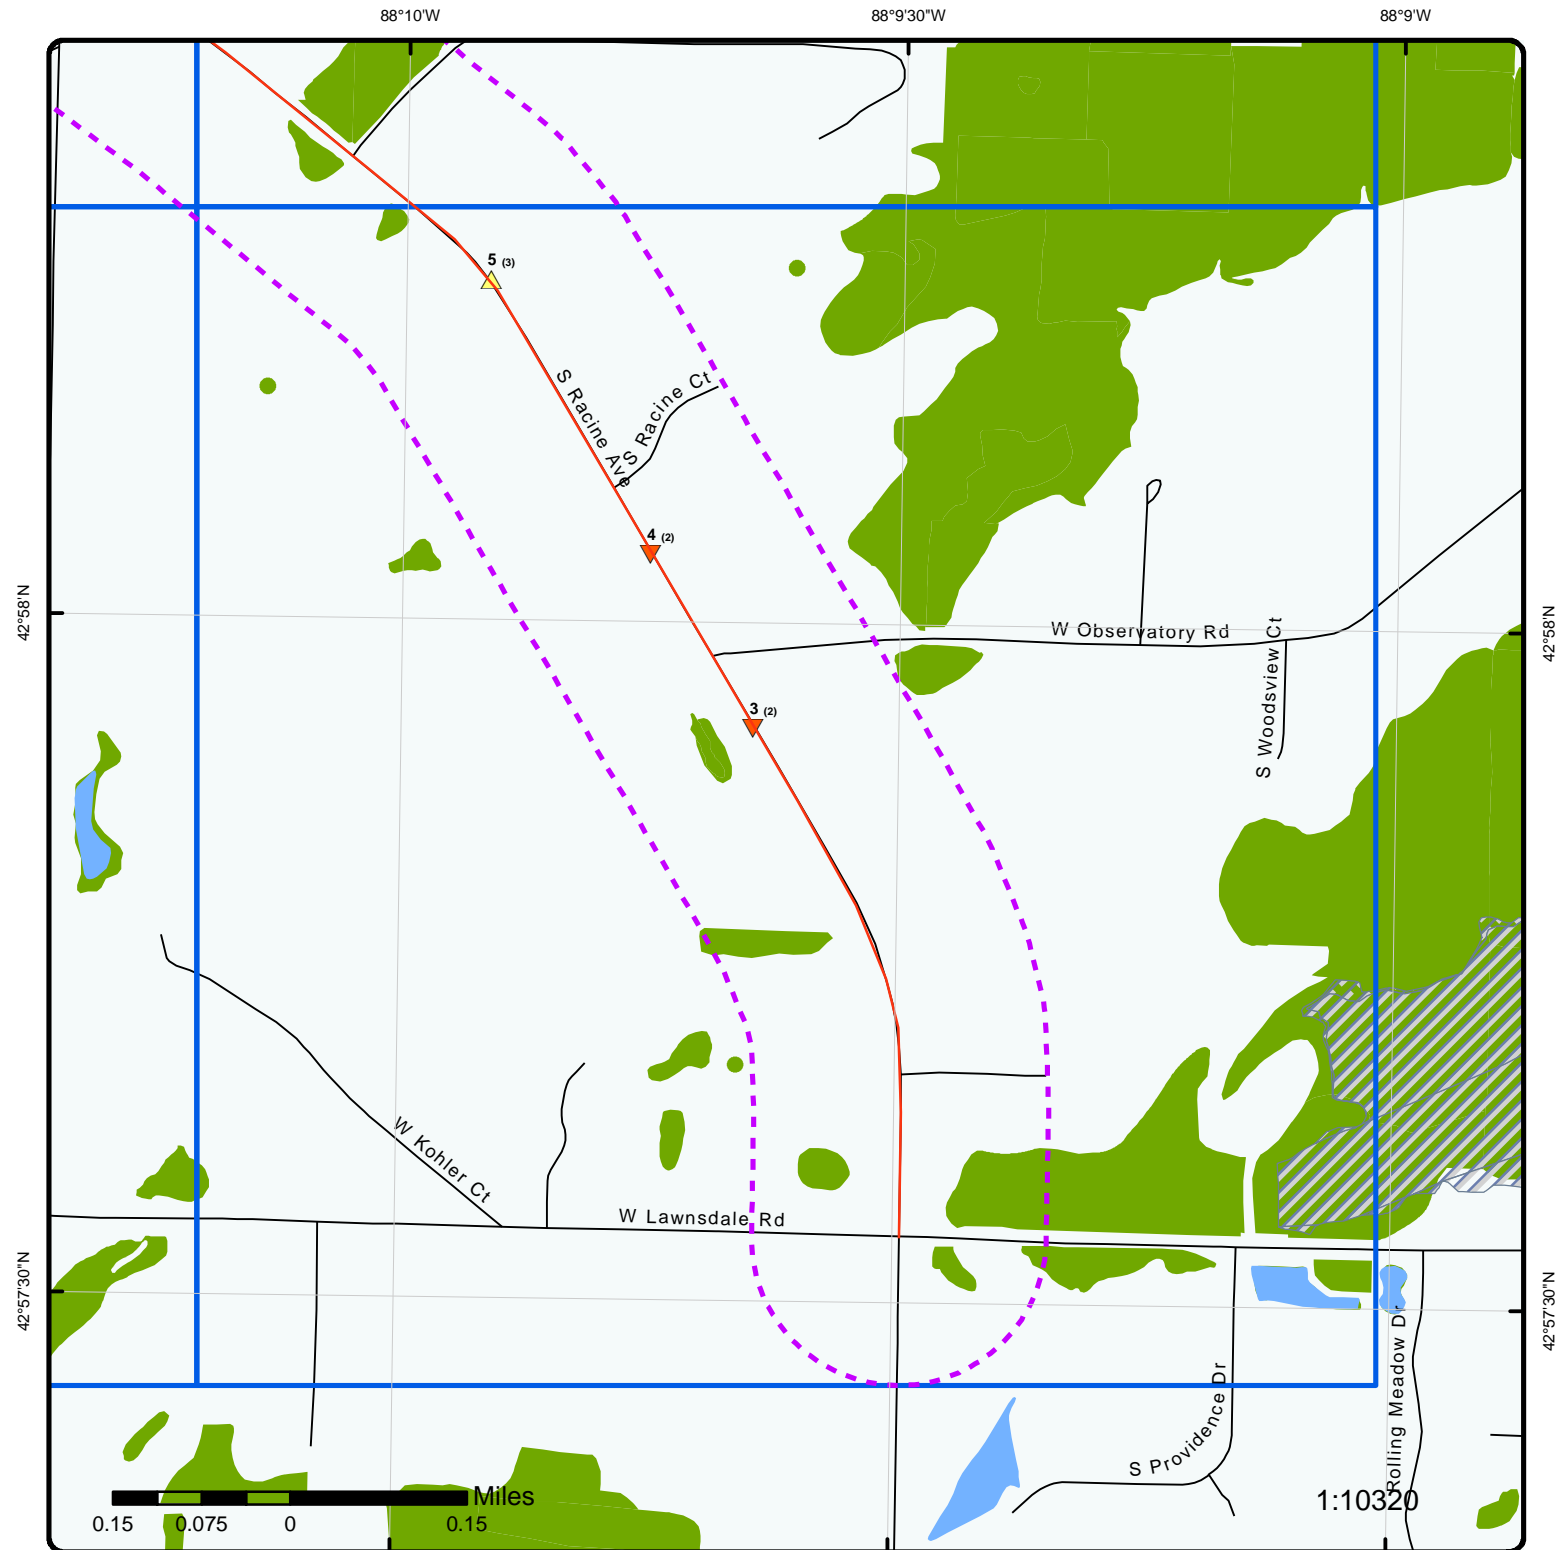 88°10'W
88°9'30"W
88°9'W
5 (3)
S Racine Ave
S Racine Ct
4 (2)
42°58'N
42°58'N
W Observatory Rd
S Woodsview Ct
3 (2)
W Kohler Ct
W Lawnsdale Rd
42°57'30"N
42°57'30"N
Rolling Meadow Dr
S Providence Dr
Miles
1:10320
0.15
0.075
0
0.15